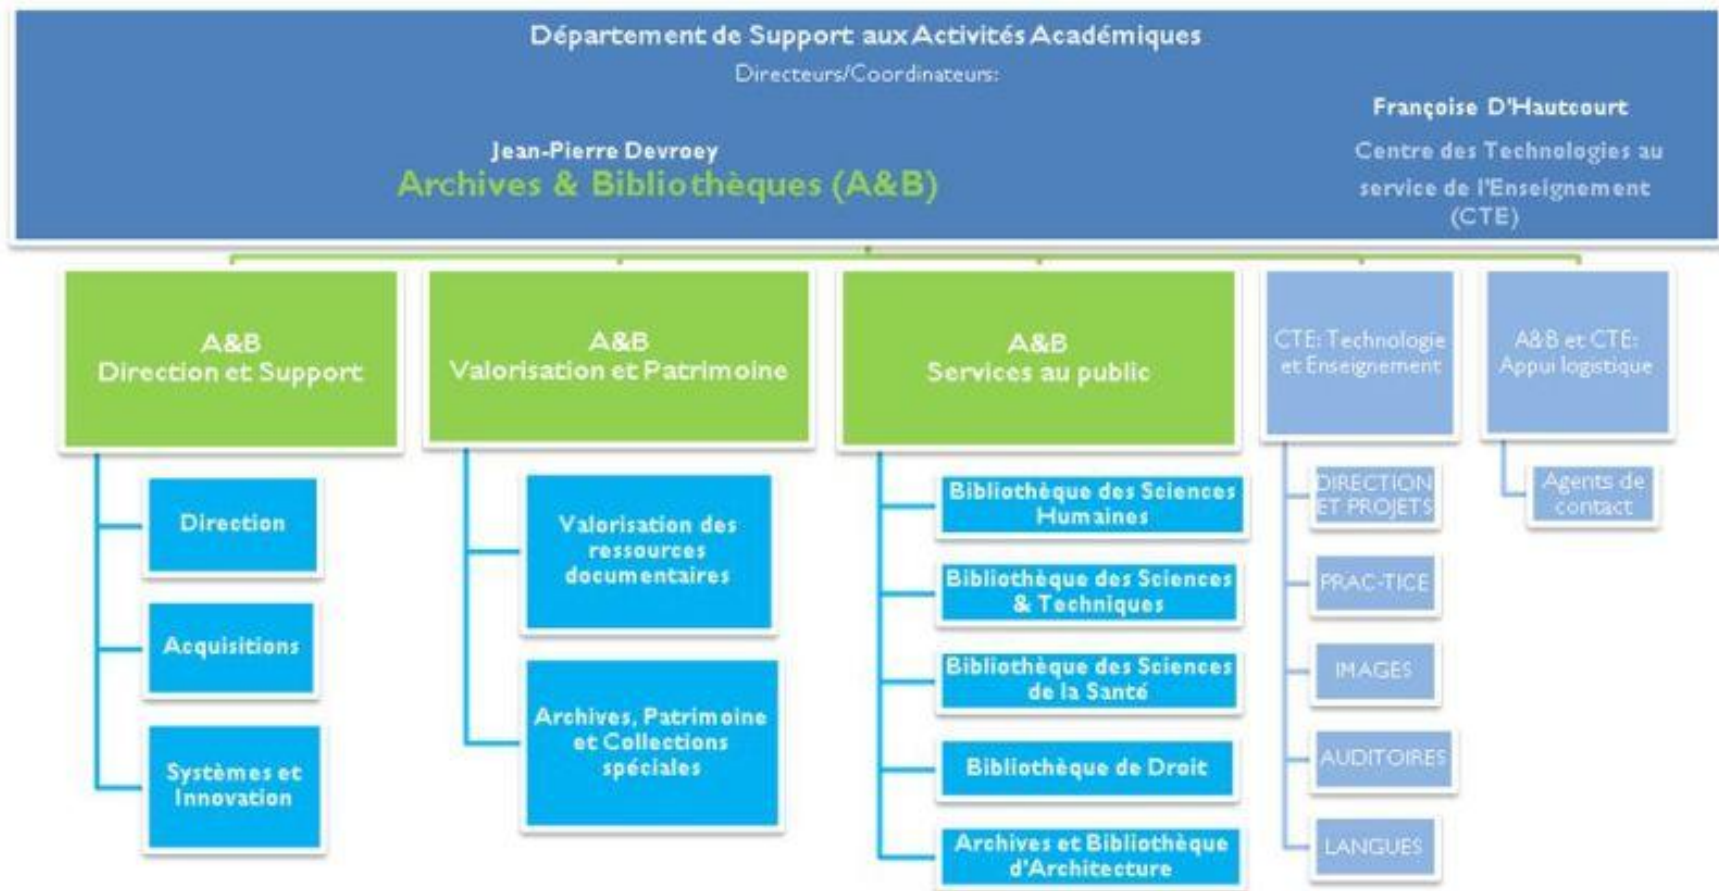 Département de Support aux Activités Académiques
Directeurs/Coordinateurs:
Jean-Pierre Devroey
Archives & Bibliothèques (A&B)
Françoise D'Hautcourt
Centre des Technologies au
service de l'Enseignement
(CTE)
A&B
Direction et Support
Direction
Acquisitions
Systèmes et
Innovation
A&B
Valorisation et Patrimoine
Valorisation des
ressources
documentaires
Archives, Patrimoine
et Collections
spéciales
A&B
Services au public
Bibliothèque des Sciences
Humaines
Bibliothèque des Sciences
& Techniques
Bibliothèque des Sciences
de la Santé
Bibliothèque de Droit
Archives et Bibliothèque
d'Architecture
CTE: Technologie
et Enseignement
DIRECTION
ET PROJETS
PRAC-TICE
IMAGES
AUDITOIRES
LANGUES
A&B et CTE:
Appui logistique
Agents de
contact